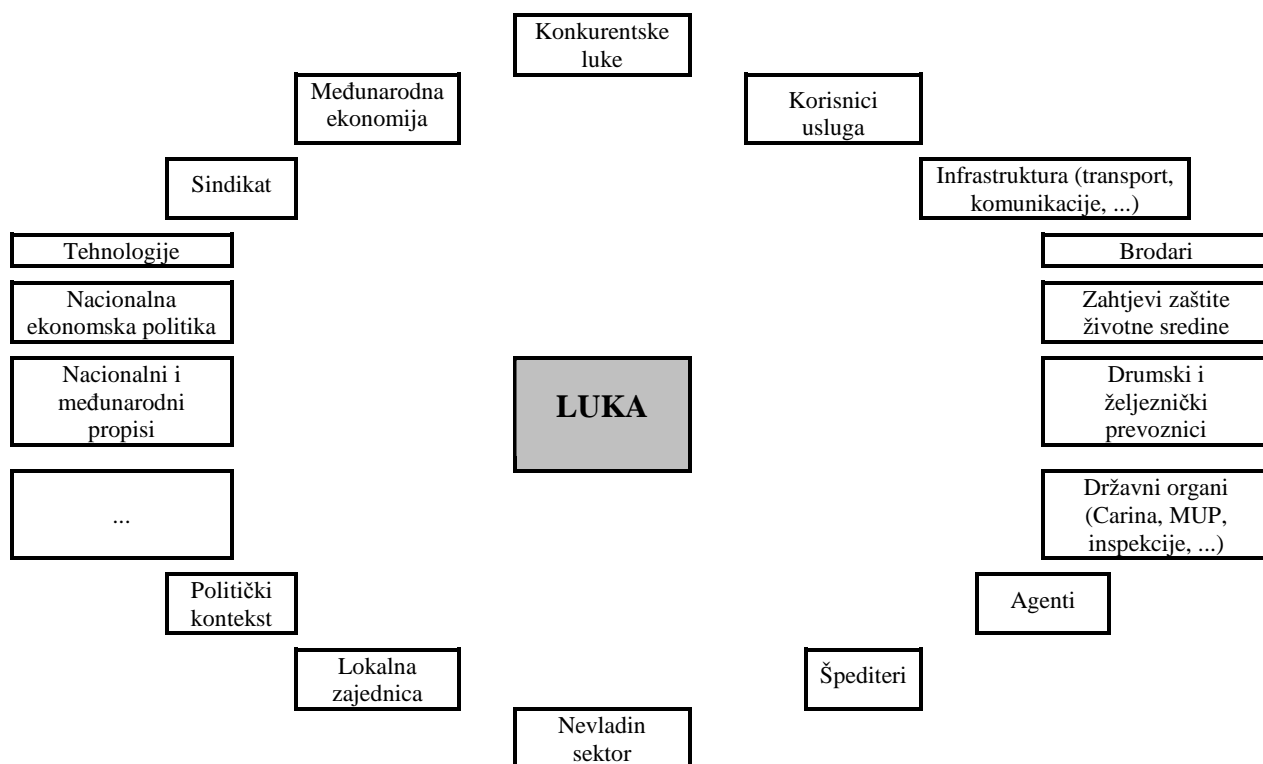 Konkurentske
luke
Međunarodna
ekonomija
Korisnici
usluga
Sindikat
Infrastruktura (transport,
komunikacije, ...)
Tehnologije
Brodari
Nacionalna
ekonomska politika
Zahtjevi zaštite
životne sredine
Nacionalni i
međunarodni
propisi
LUKA
Drumski i
željeznički
prevoznici
...
Državni organi
(Carina, MUP,
inspekcije, ...)
Politički
kontekst
Agenti
Lokalna
zajednica
Špediteri
Nevladin
sektor